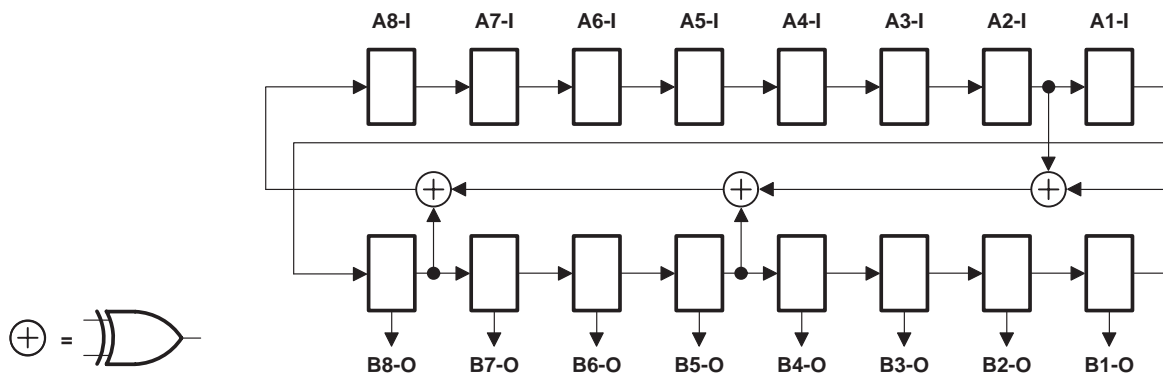 A8-I A7-I A6-I A5-I A4-I A3-I A2-I A1-I
=
B8-O B7-O B6-O B5-O B4-O B3-O B2-O B1-O